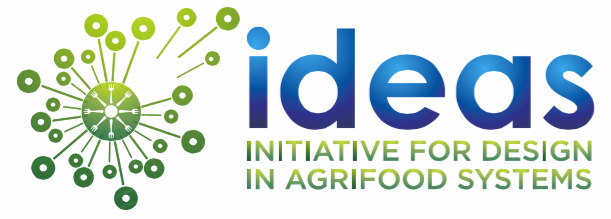 ideas
INITIATIVE FOR DESIGN
IN AGRIFOOD SYSTEMS